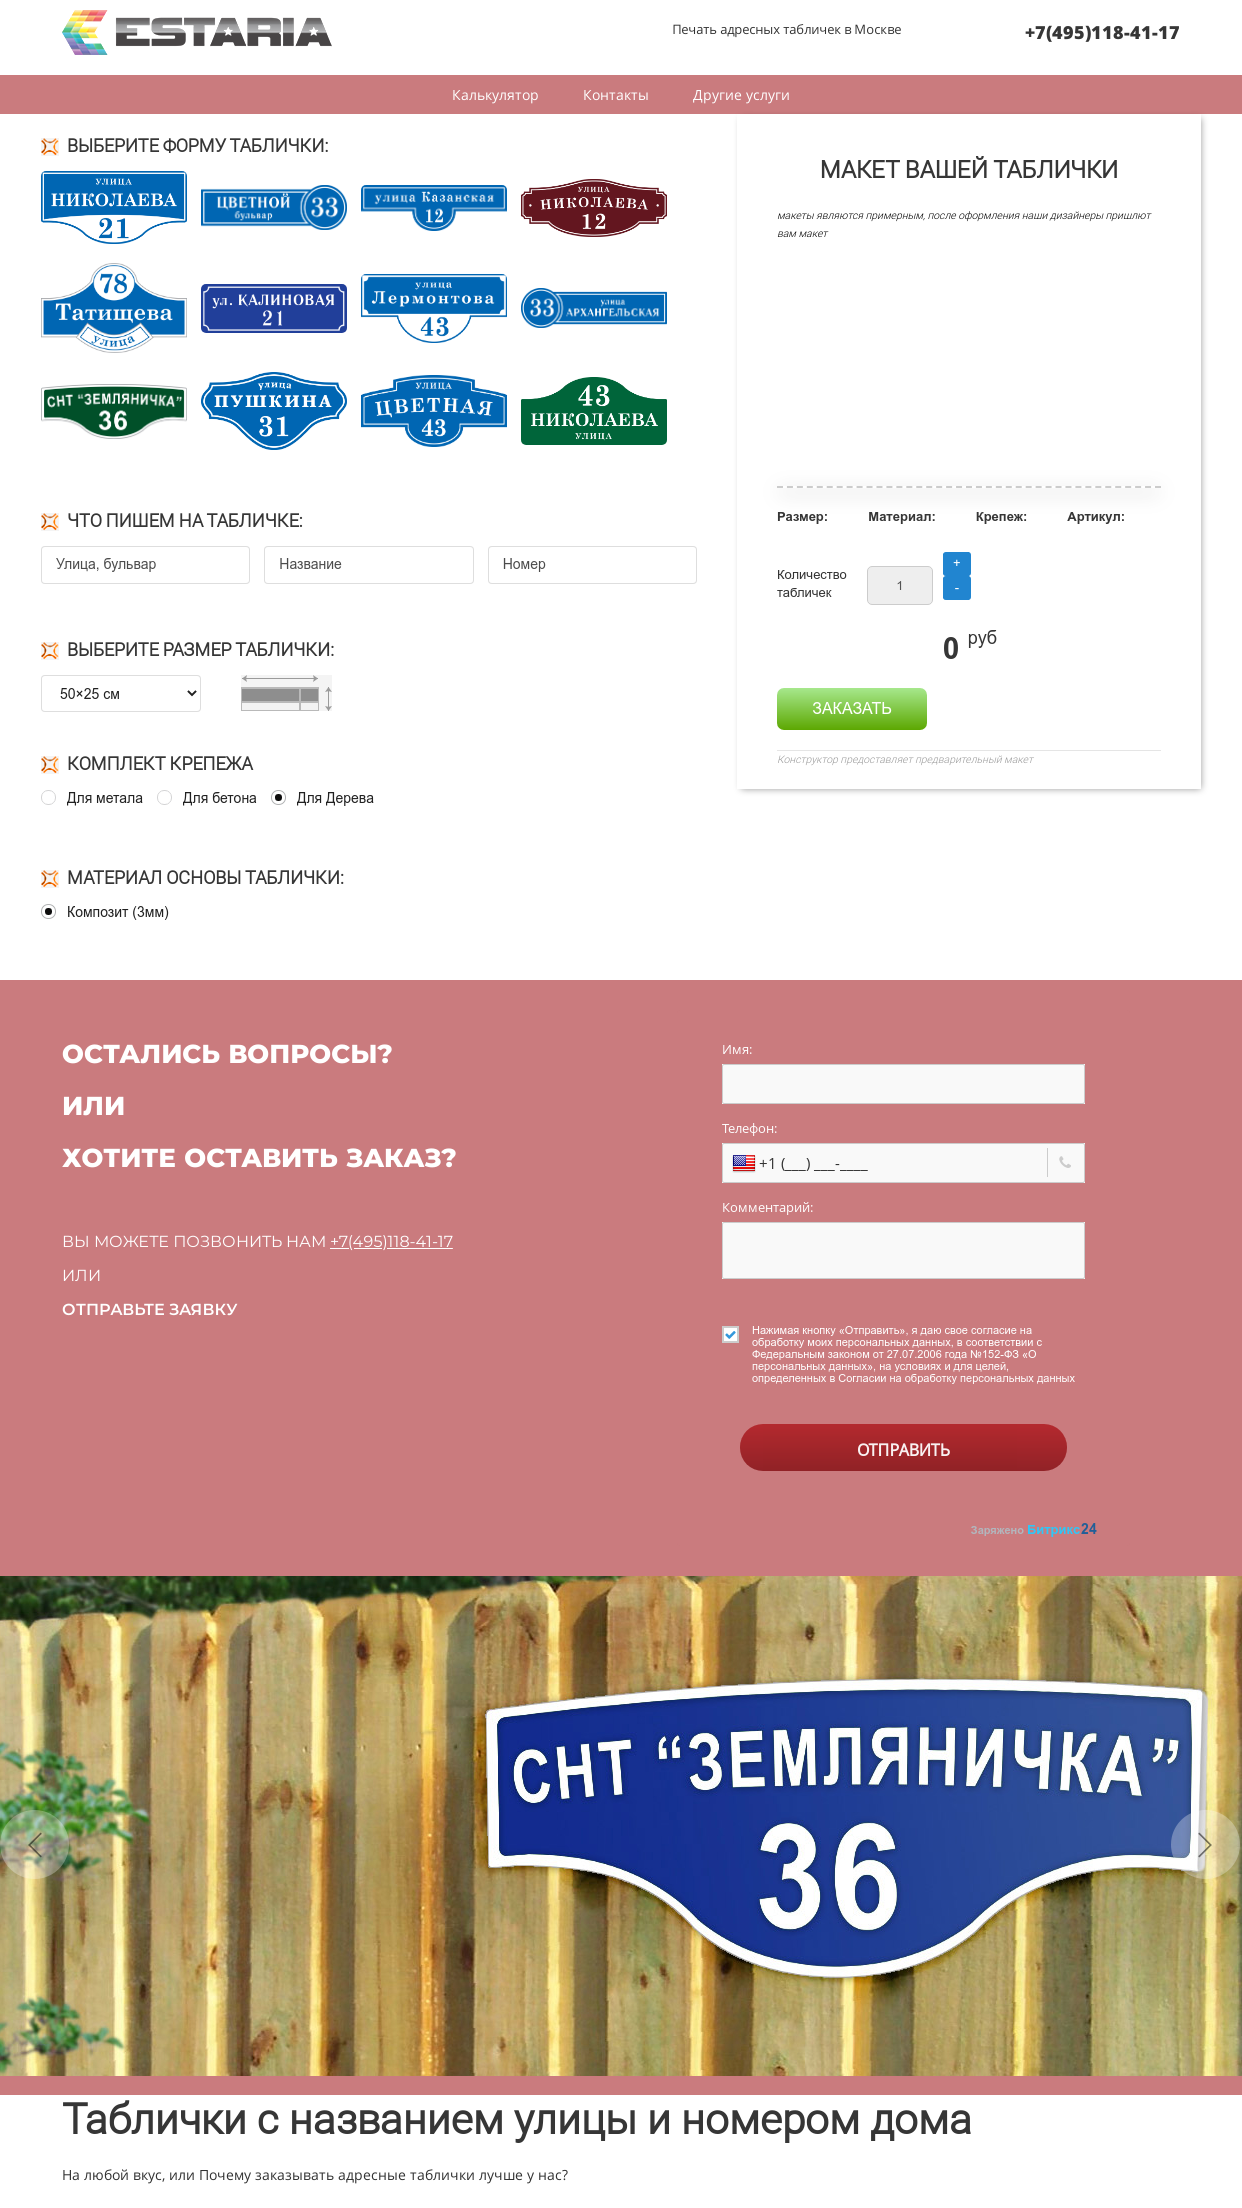 ESTARIA
Печать адресных табличек в Москве
+7(495)118-41-17
Калькулятор
Контакты
Другие услуги
ВЫБЕРИТЕ ФОРМУ ТАБЛИЧКИ:
УЛИЦА
НИКОЛАЕВА
21
ЦВЕТНОЙ
бульвар
33
улица Казанская
12
УЛИЦА
НИКОЛАЕВА
12
78
Татищева
улица
ул. КАЛИНОВАЯ
21
улица
Лермонтова
43
33
улица
АРХАНГЕЛЬСКАЯ
СНТ “ЗЕМЛЯНИЧКА”
36
улица
ПУШКИНА
31
УЛИЦА
ЦВЕТНАЯ
43
43
НИКОЛАЕВА
УЛИЦА
ЧТО ПИШЕМ НА ТАБЛИЧКЕ:
Улица, бульвар
Название
Номер
ВЫБЕРИТЕ РАЗМЕР ТАБЛИЧКИ:
50×25 см
КОМПЛЕКТ КРЕПЕЖА
Для метала
Для бетона
Для Дерева
МАТЕРИАЛ ОСНОВЫ ТАБЛИЧКИ:
Композит (3мм)
МАКЕТ ВАШЕЙ ТАБЛИЧКИ
макеты являются примерным, после оформления наши дизайнеры пришлют
вам макет
Размер:
Материал:
Крепеж:
Артикул:
Количество
табличек
1
+
-
0 руб
ЗАКАЗАТЬ
Конструктор предоставляет предварительный макет
ОСТАЛИСЬ ВОПРОСЫ?
ИЛИ
ХОТИТЕ ОСТАВИТЬ ЗАКАЗ?
ВЫ МОЖЕТЕ ПОЗВОНИТЬ НАМ +7(495)118-41-17
ИЛИ
ОТПРАВЬТЕ ЗАЯВКУ
Имя:
Телефон:
+1 (___) ___-____
Комментарий:
Нажимая кнопку «Отправить», я даю свое согласие на
обработку моих персональных данных, в соответствии с
Федеральным законом от 27.07.2006 года №152-ФЗ «О
персональных данных», на условиях и для целей,
определенных в Согласии на обработку персональных данных
ОТПРАВИТЬ
Заряжено Битрикс24
СНТ “ЗЕМЛЯНИЧКА”
36
Таблички с названием улицы и номером дома
На любой вкус, или Почему заказывать адресные таблички лучше у нас?